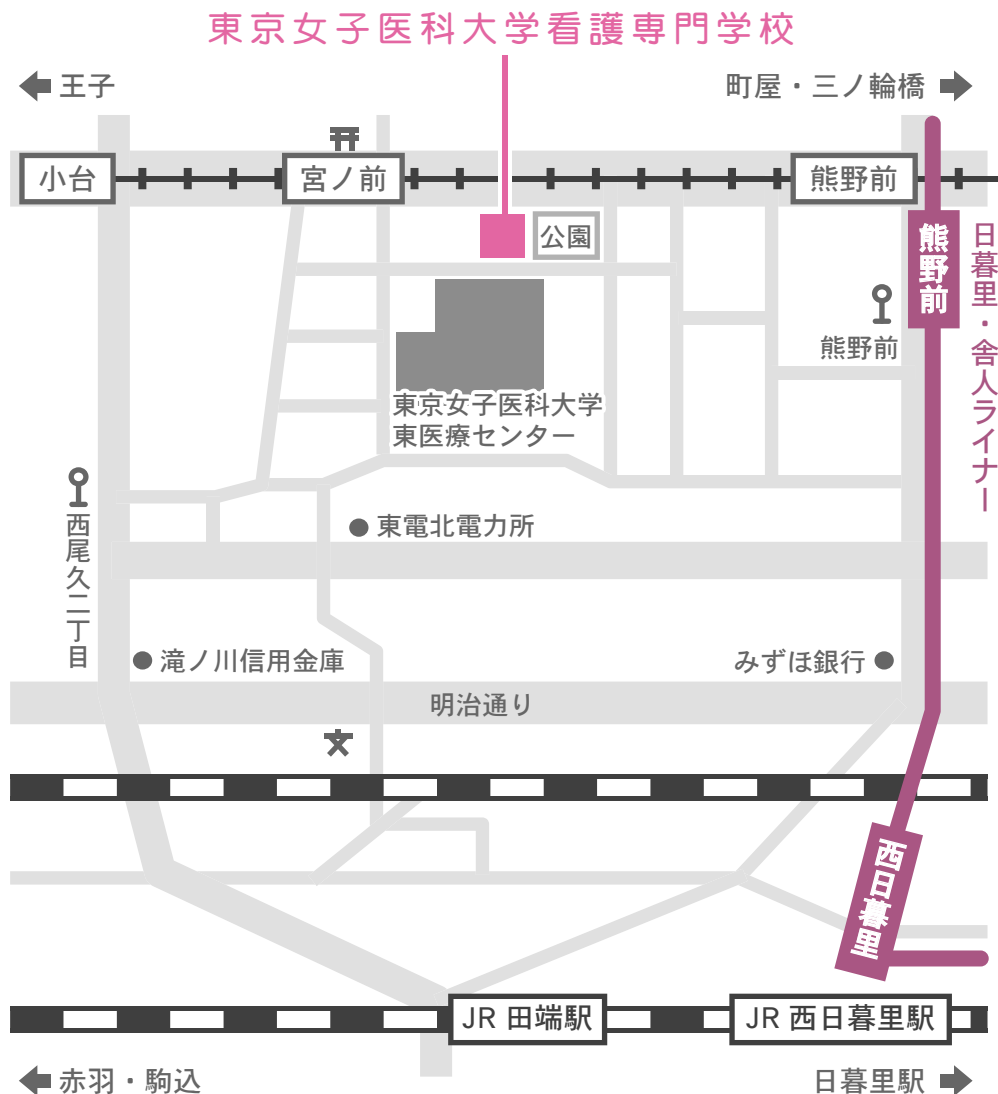 東京女子医科大学看護専門学校
王子
町屋・三ノ輪橋
小台
宮ノ前
熊野前
公園
熊野前
日暮里・舎人ライナー
熊野前
東京女子医科大学
東医療センター
西尾久二丁目
東電北電力所
滝ノ川信用金庫
みずほ銀行
明治通り
西日暮里
JR 田端駅
JR 西日暮里駅
赤羽・駒込
日暮里駅